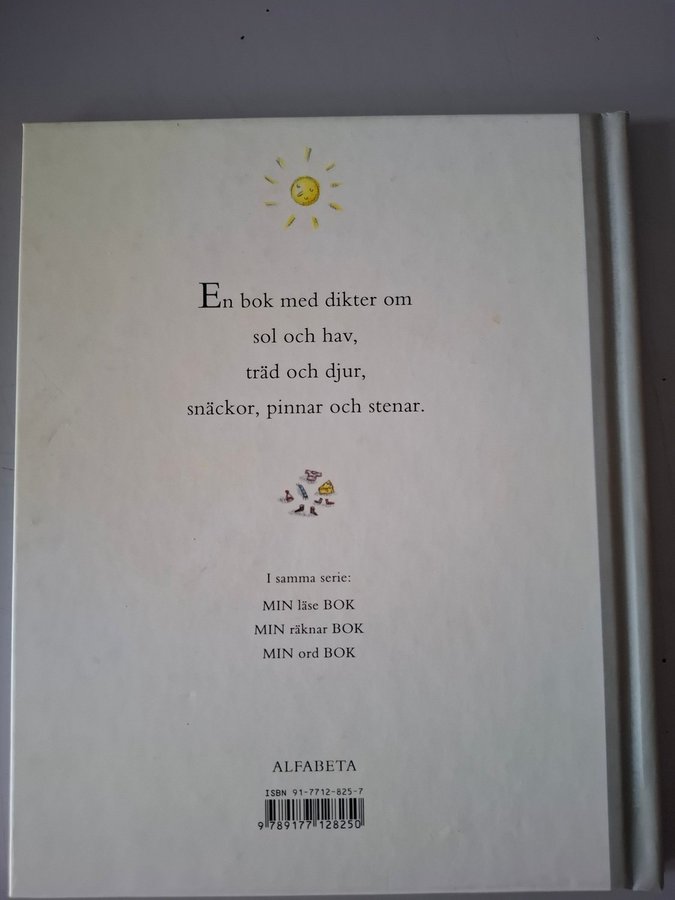 En bok med dikter om
sol och hav,
träd och djur,
snäckor, pinnar och stenar.
I samma serie:
MIN läse BOK
MIN räknar BOK
MIN ord BOK
ALFABETA
ISBN 91-7712-825-7
9 789177 128250